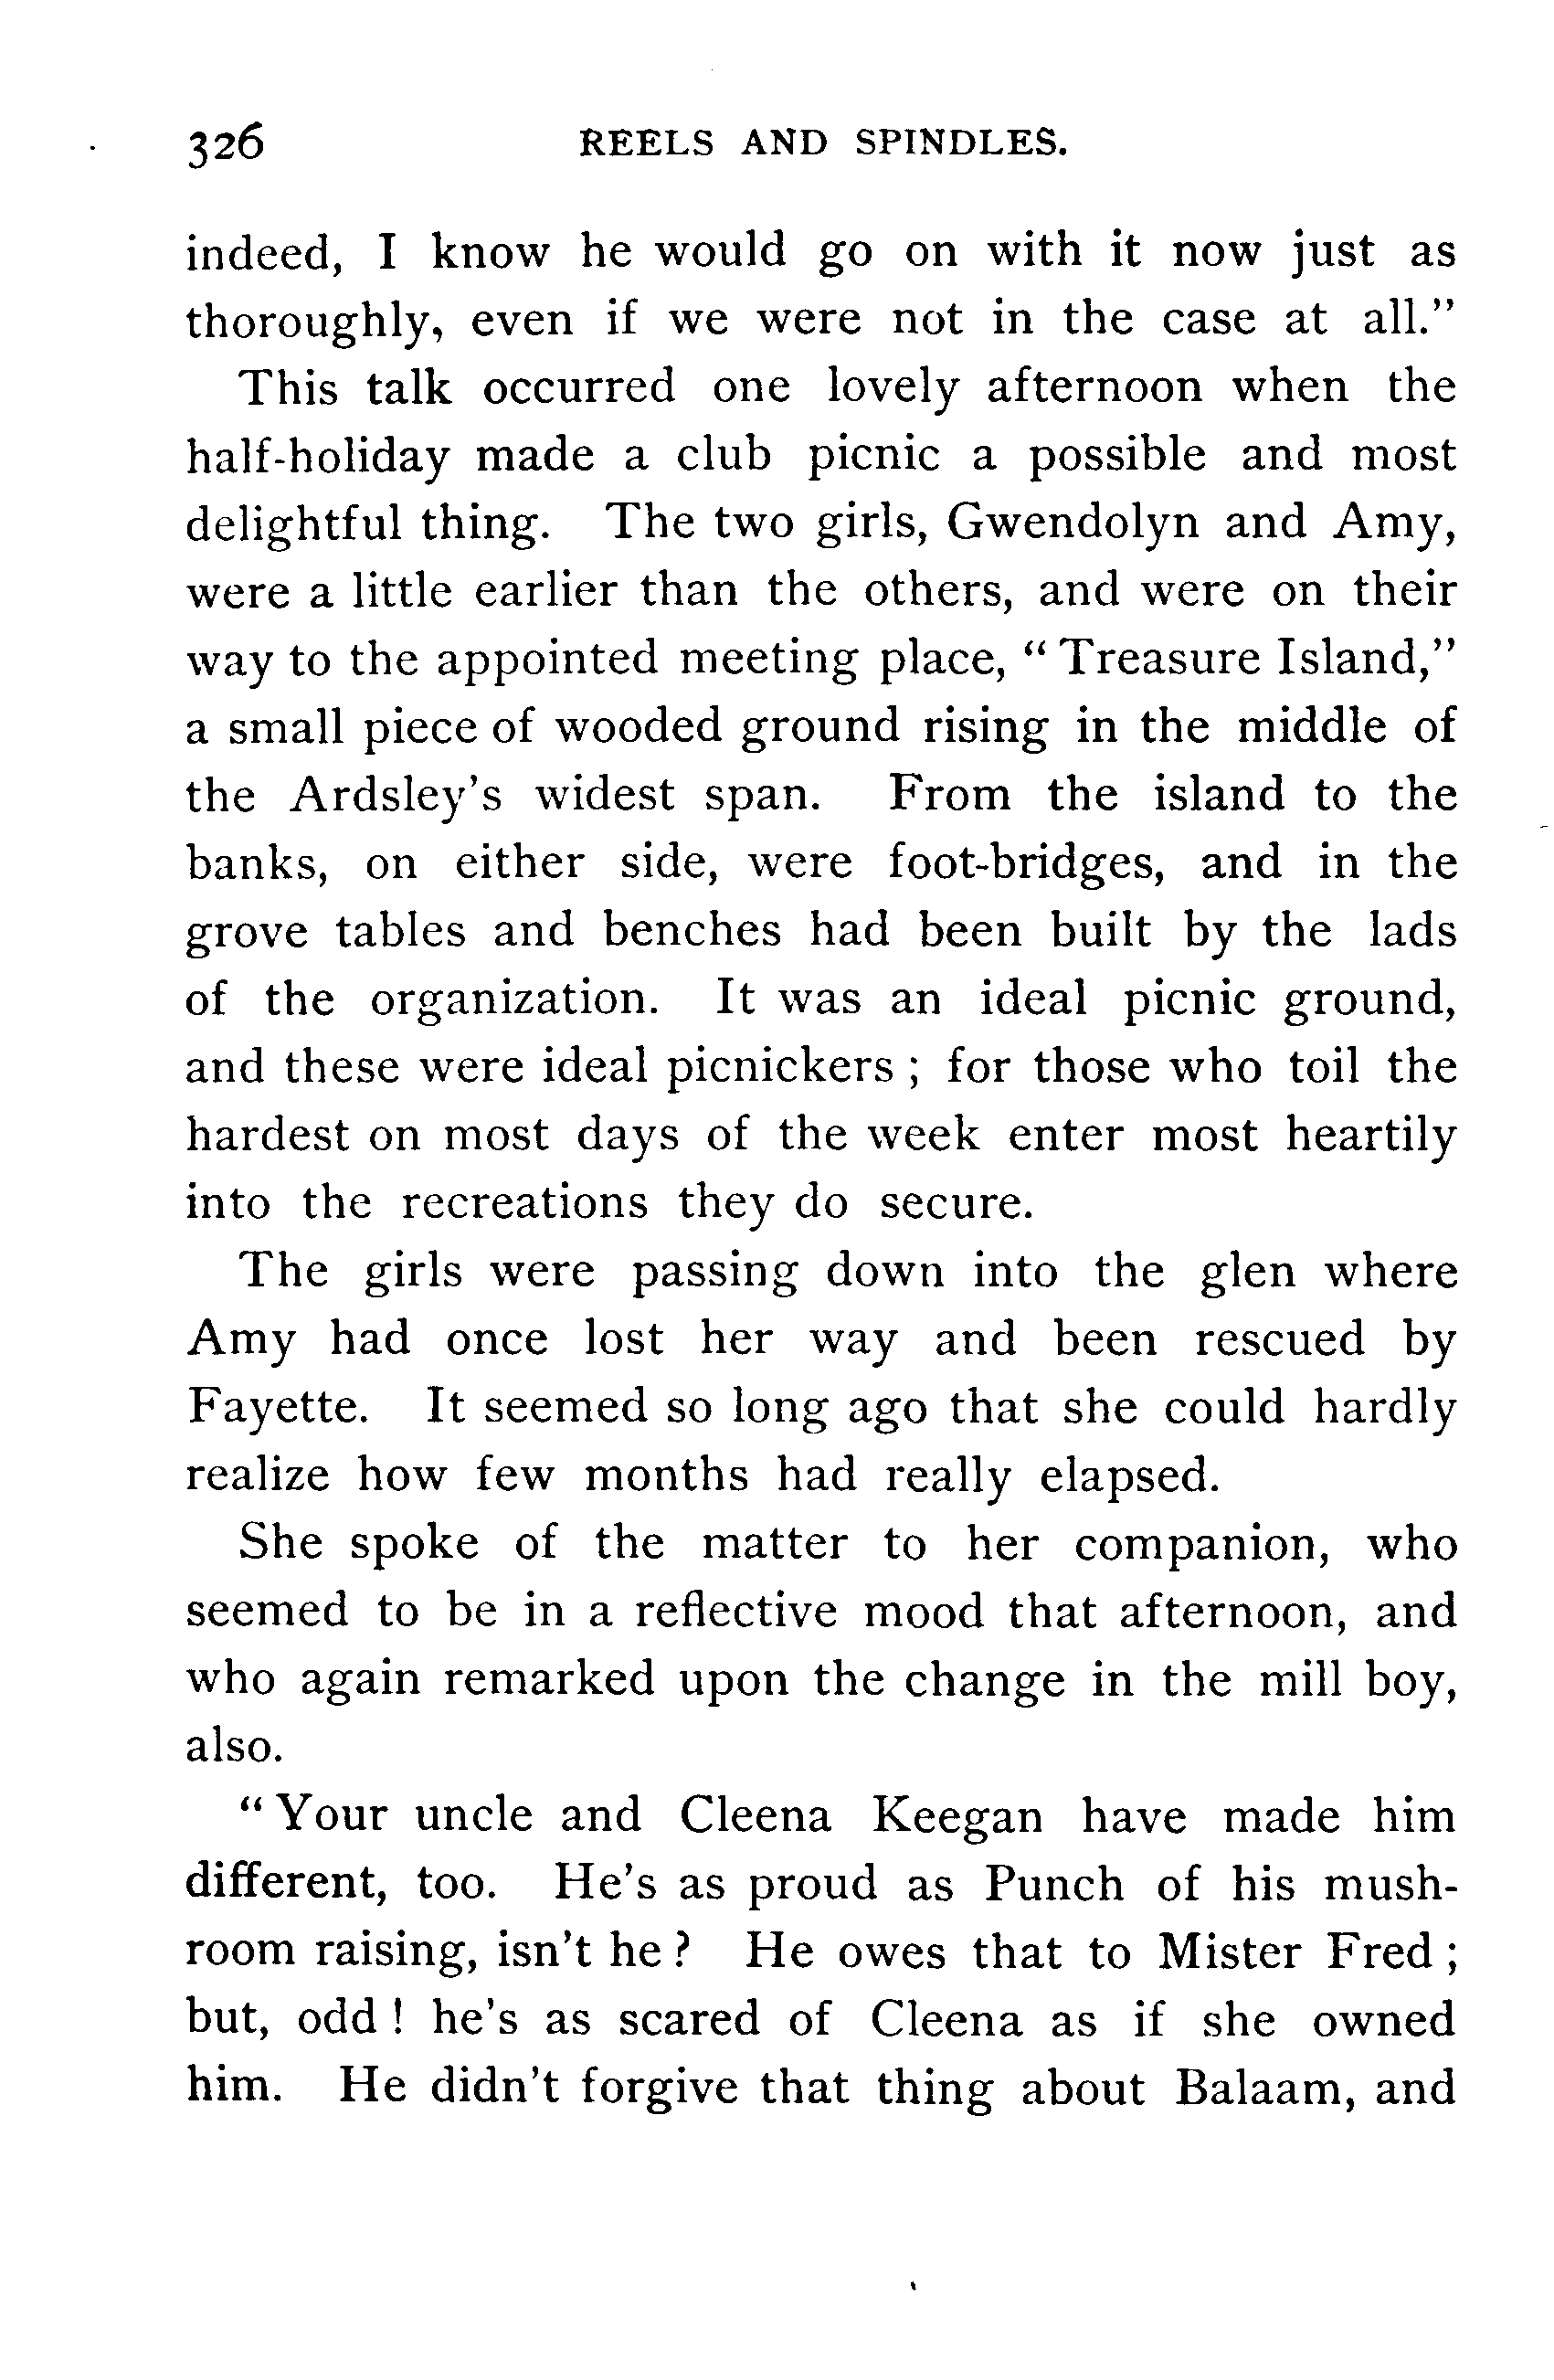 326 REELS AND SPINDLES.
indeed, I know he would go on with it now just as
thoroughly, even if we were not in the case at all."
This talk occurred one lovely afternoon when the
half-holiday made a club picnic a possible and most
delightful thing. The two girls, Gwendolyn and Amy,
were a little earlier than the others, and were on their
way to the appointed meeting place, "Treasure Island,"
a small piece of wooded ground rising in the middle of
the Ardsley's widest span. From the island to the
banks, on either side, were foot-bridges, and in the
grove tables and benches had been built by the lads
of the organization. It was an ideal picnic ground,
and these were ideal picnickers; for those who toil the
hardest on most days of the week enter most heartily
into the recreations they do secure.
The girls were passing down into the glen where
Amy had once lost her way and been rescued by
Fayette. It seemed so long ago that she could hardly
realize how few months had really elapsed.
She spoke of the matter to her companion, who
seemed to be in a reflective mood that afternoon, and
who again remarked upon the change in the mill boy,
also.
"Your uncle and Cleena Keegan have made him
different, too. He's as proud as Punch of his mush-
room raising, isn't he? He owes that to Mister Fred;
but, odd! he's as scared of Cleena as if she owned
him. He didn't forgive that thing about Balaam, and